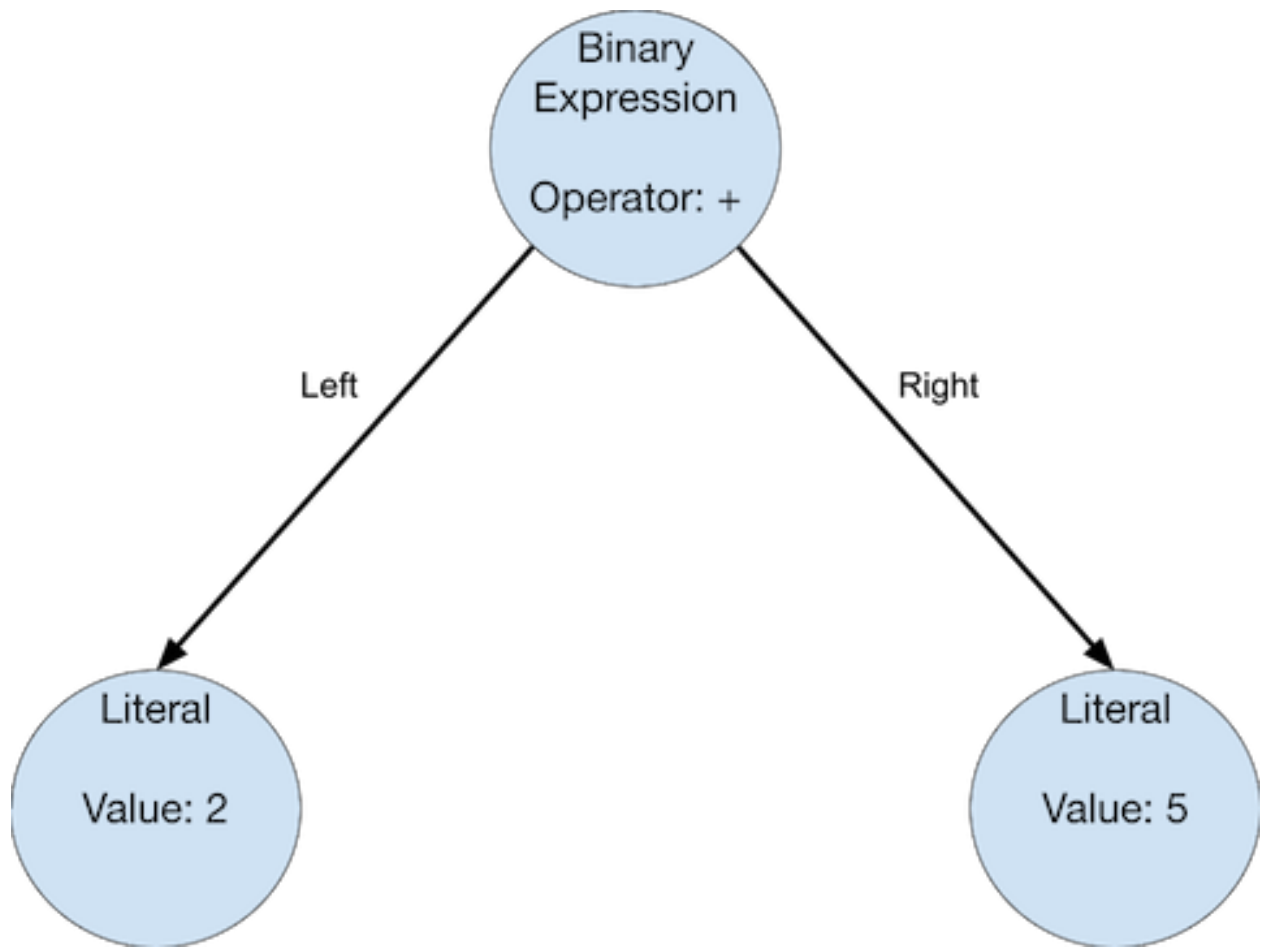 Binary
Expression
Operator: +
Left
Right
Literal
Value: 2
Literal
Value: 5